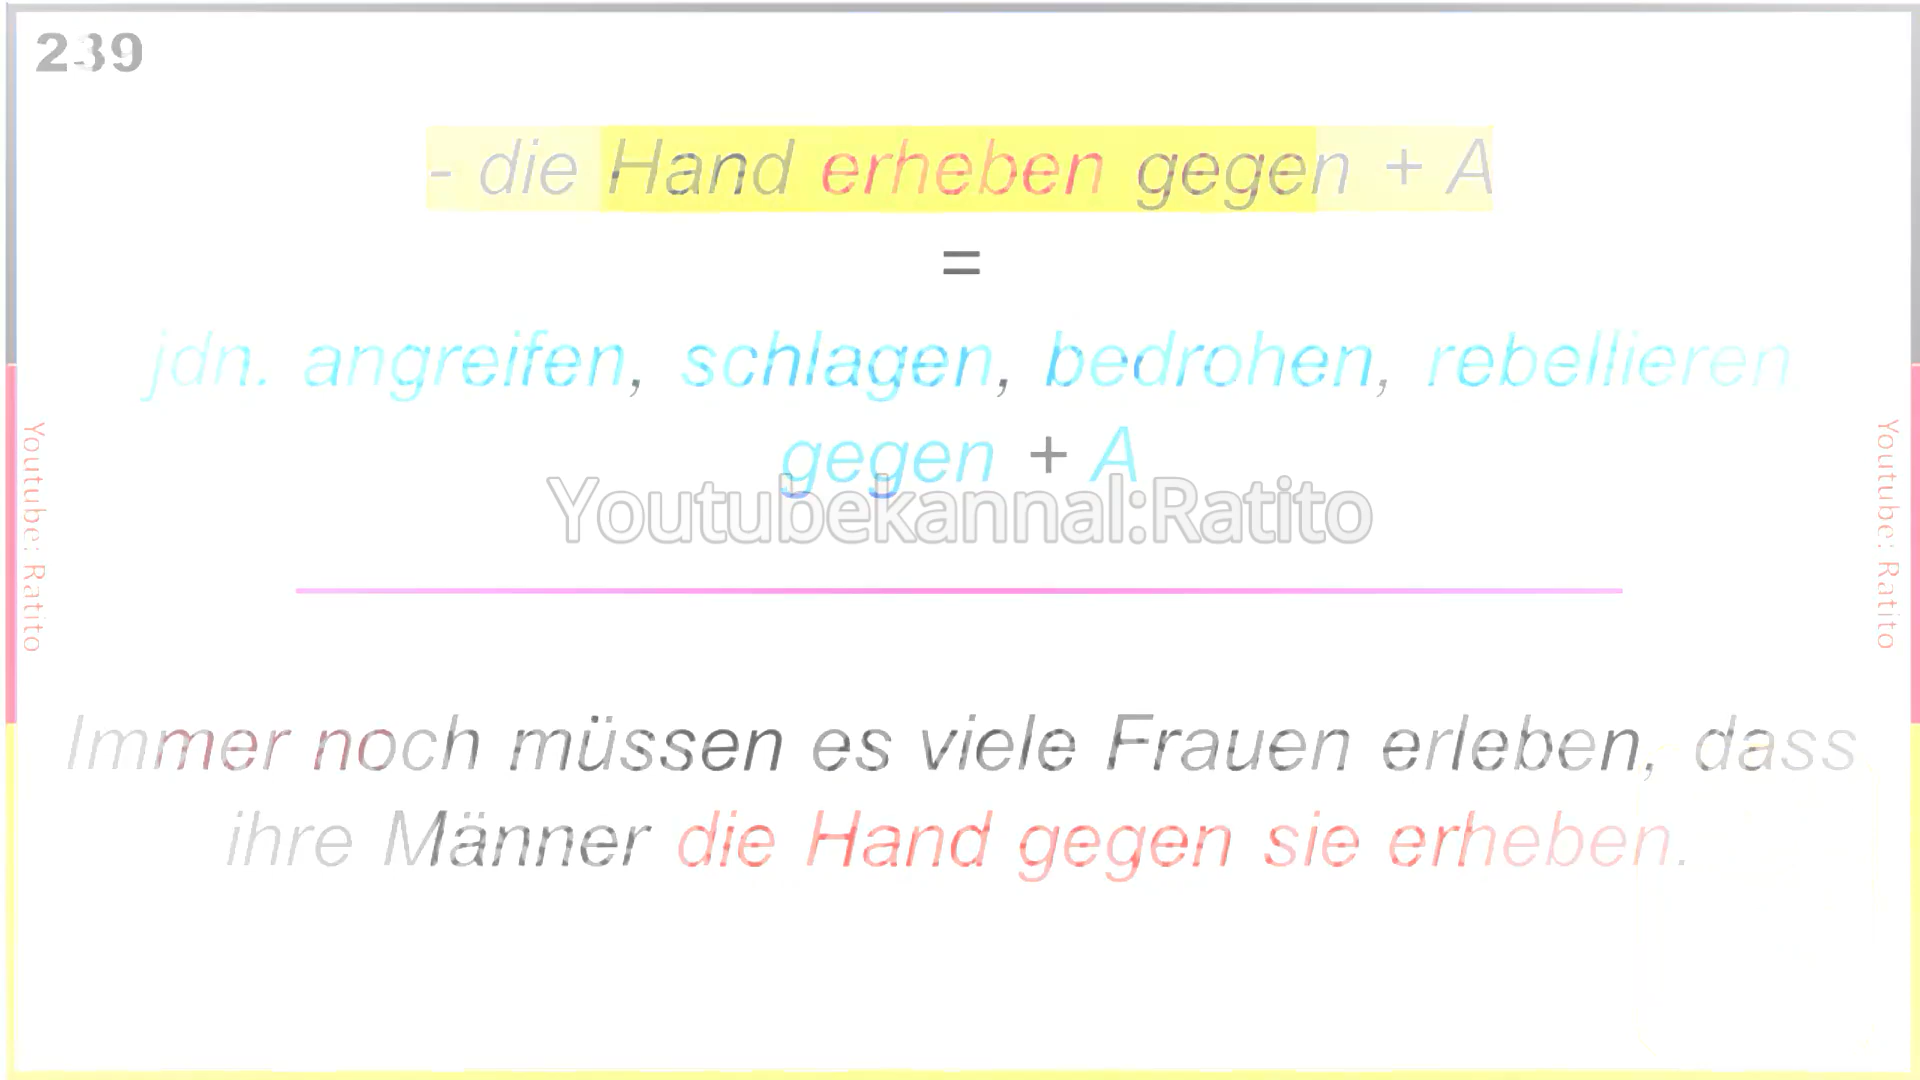 239
- die Hand erheben gegen + A
=
jdn. angreifen, schlagen, bedrohen, rebellieren
gegen + A
Youtubekannal:Ratito
Youtube: Ratito
Youtube: Ratito
Immer noch müssen es viele Frauen erleben, dass
ihre Männer die Hand gegen sie erheben.